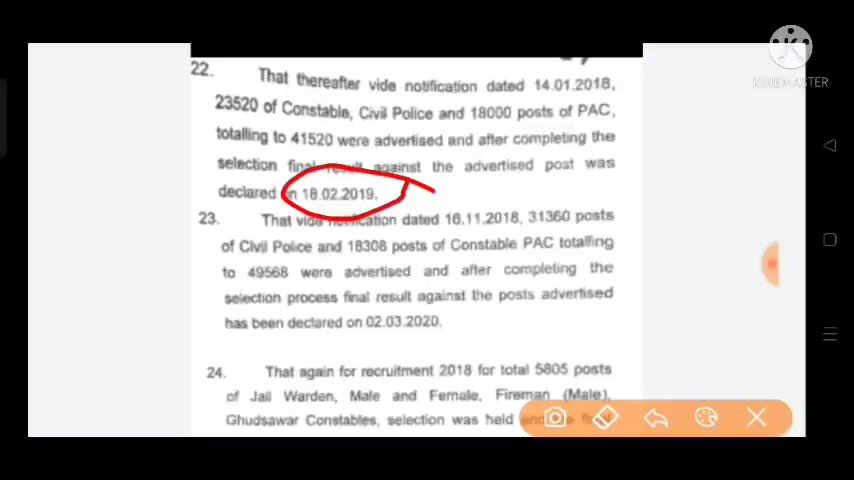 KINEMASTER
22. That thereafter vide notification dated 14.01.2018,
23520 of Constable, Civil Police and 18000 posts of PAC,
totalling to 41520 were advertised and after completing the
selection final result against the advertised post was
declared on 18.02.2019.
23. That vide notification dated 16.11.2018, 31360 posts
of Civil Police and 18308 posts of Constable PAC totalling
to 49568 were advertised and after completing the
selection process final result against the posts advertised
has been declared on 02.03.2020.
24. That again for recruitment 2018 for total 5805 posts
of Jail Warden, Male and Female, Fireman (Male),
Ghudsawar Constables, selection was held and the final